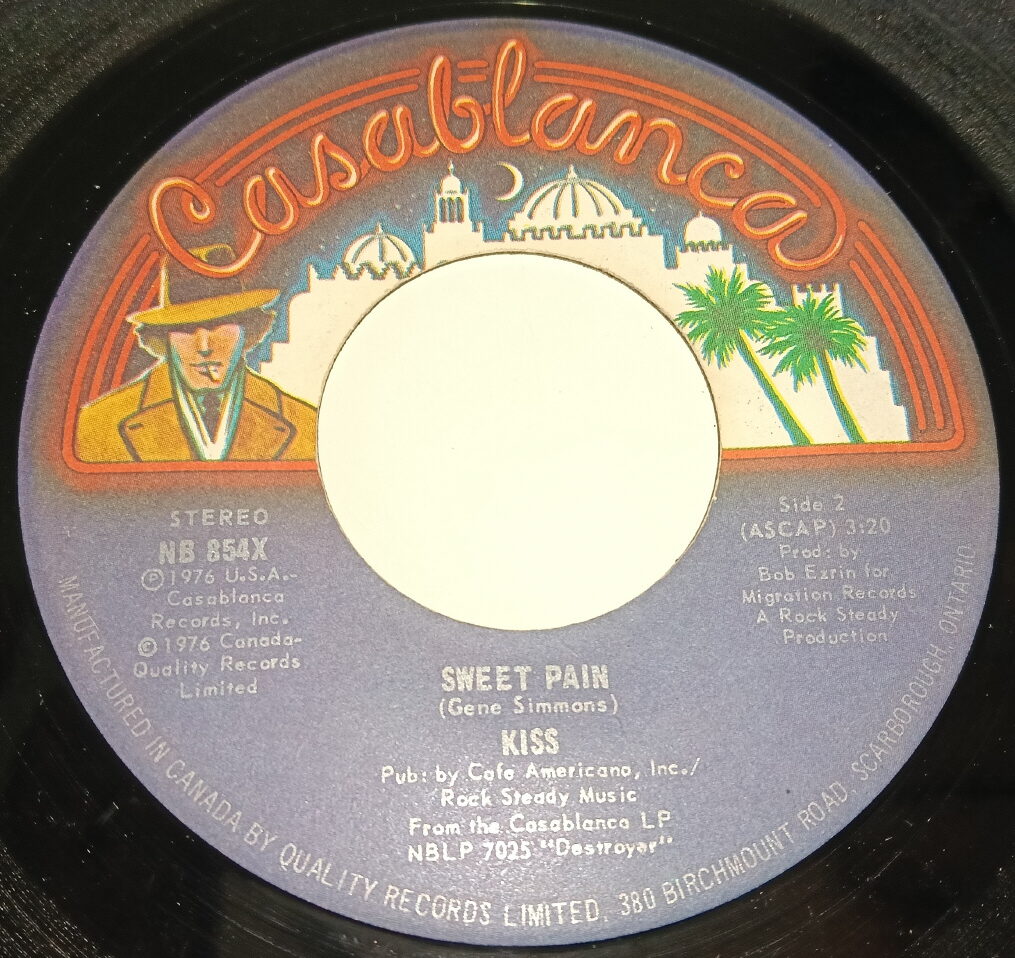 Casablanca
STEREO
NB 854X
Ⓟ1976 U.S.A.-
Casablanca
Records, Inc.
©1976 Canada-
Quality Records
Limited
Side 2
(ASCAP) 3:20
Prod: by
Bob Ezrin for
Migration Records
A Rock Steady
Production
SWEET PAIN
(Gene Simmons)
KISS
Pub: by Cafe Americano, Inc./
Rock Steady Music
From the Casablanca LP
NBLP 7025 "Destroyer"
MANUFACTURED IN CANADA BY QUALITY RECORDS LIMITED, 380 BIRCHMOUNT ROAD, SCARBOROUGH, ONTARIO